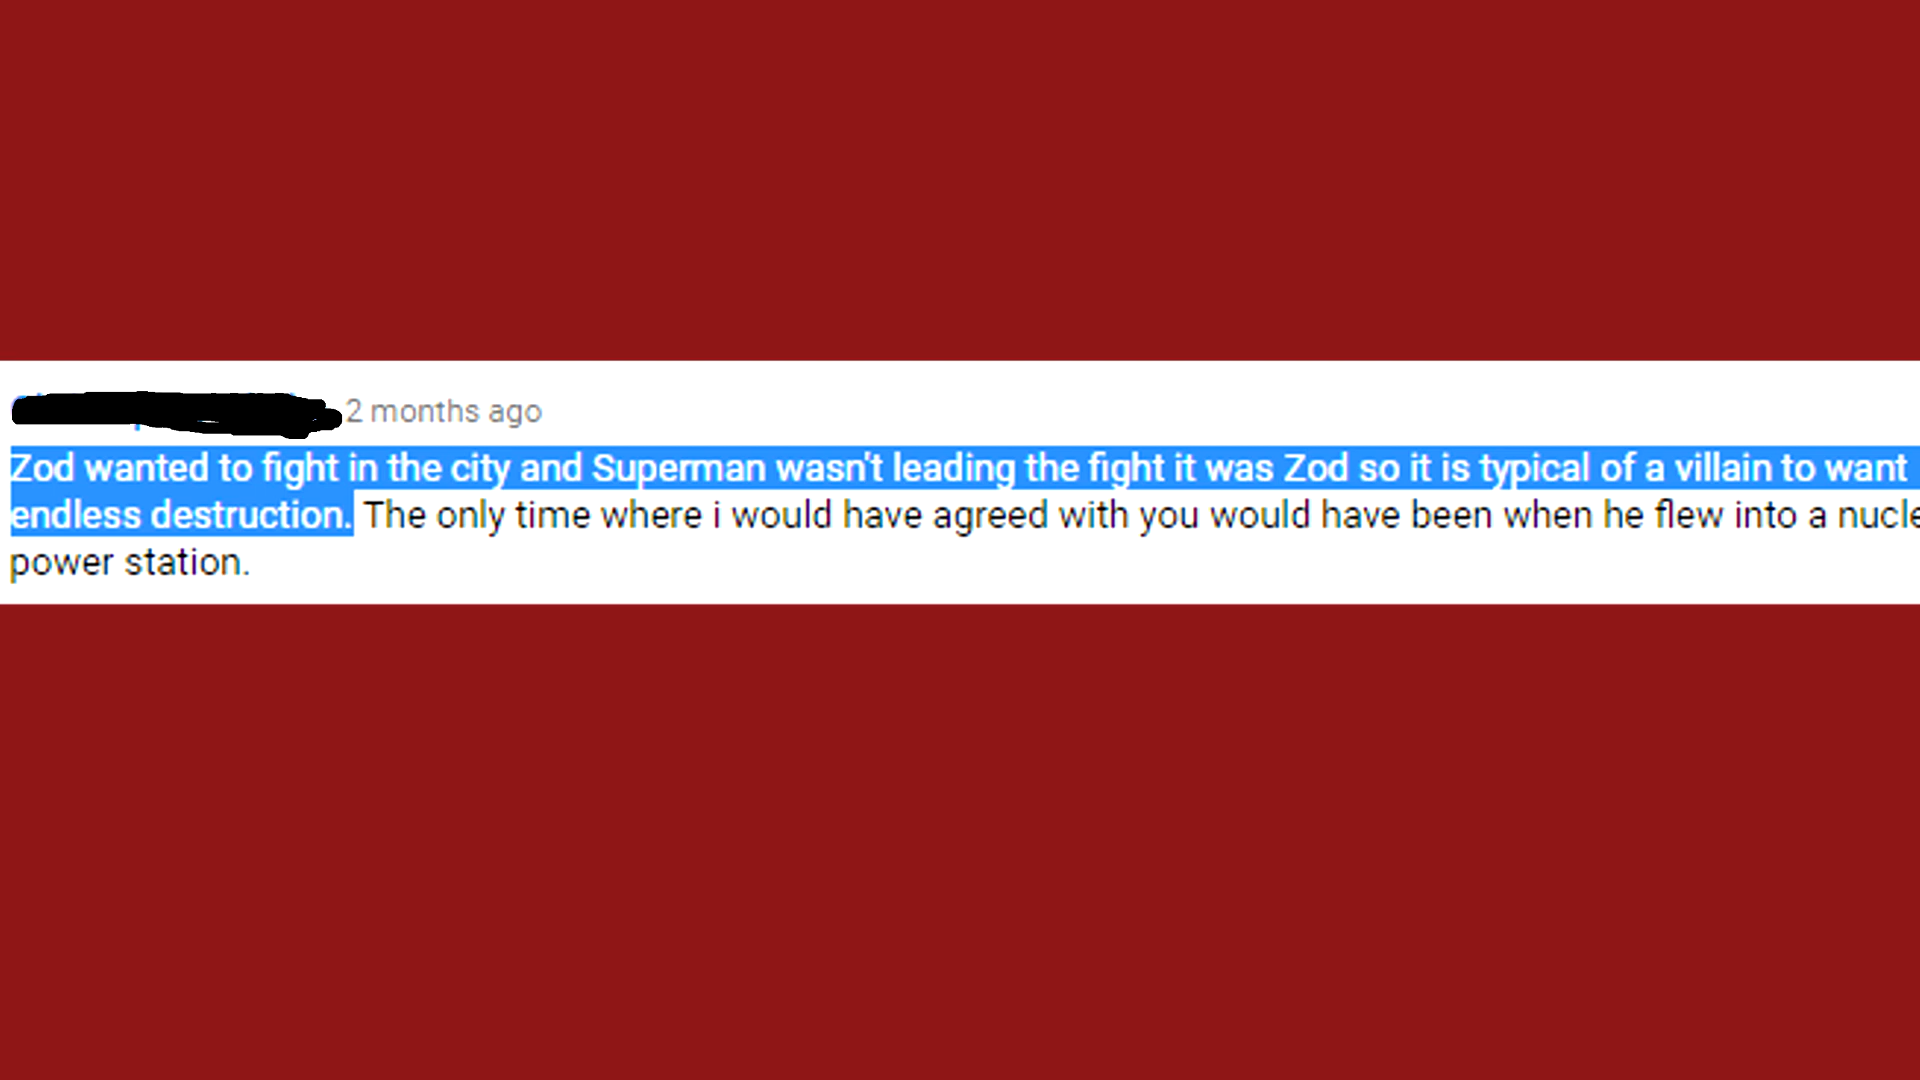 2 months ago
Zod wanted to fight in the city and Superman wasn't leading the fight it was Zod so it is typical of a villain to want
endless destruction. The only time where i would have agreed with you would have been when he flew into a
power station.